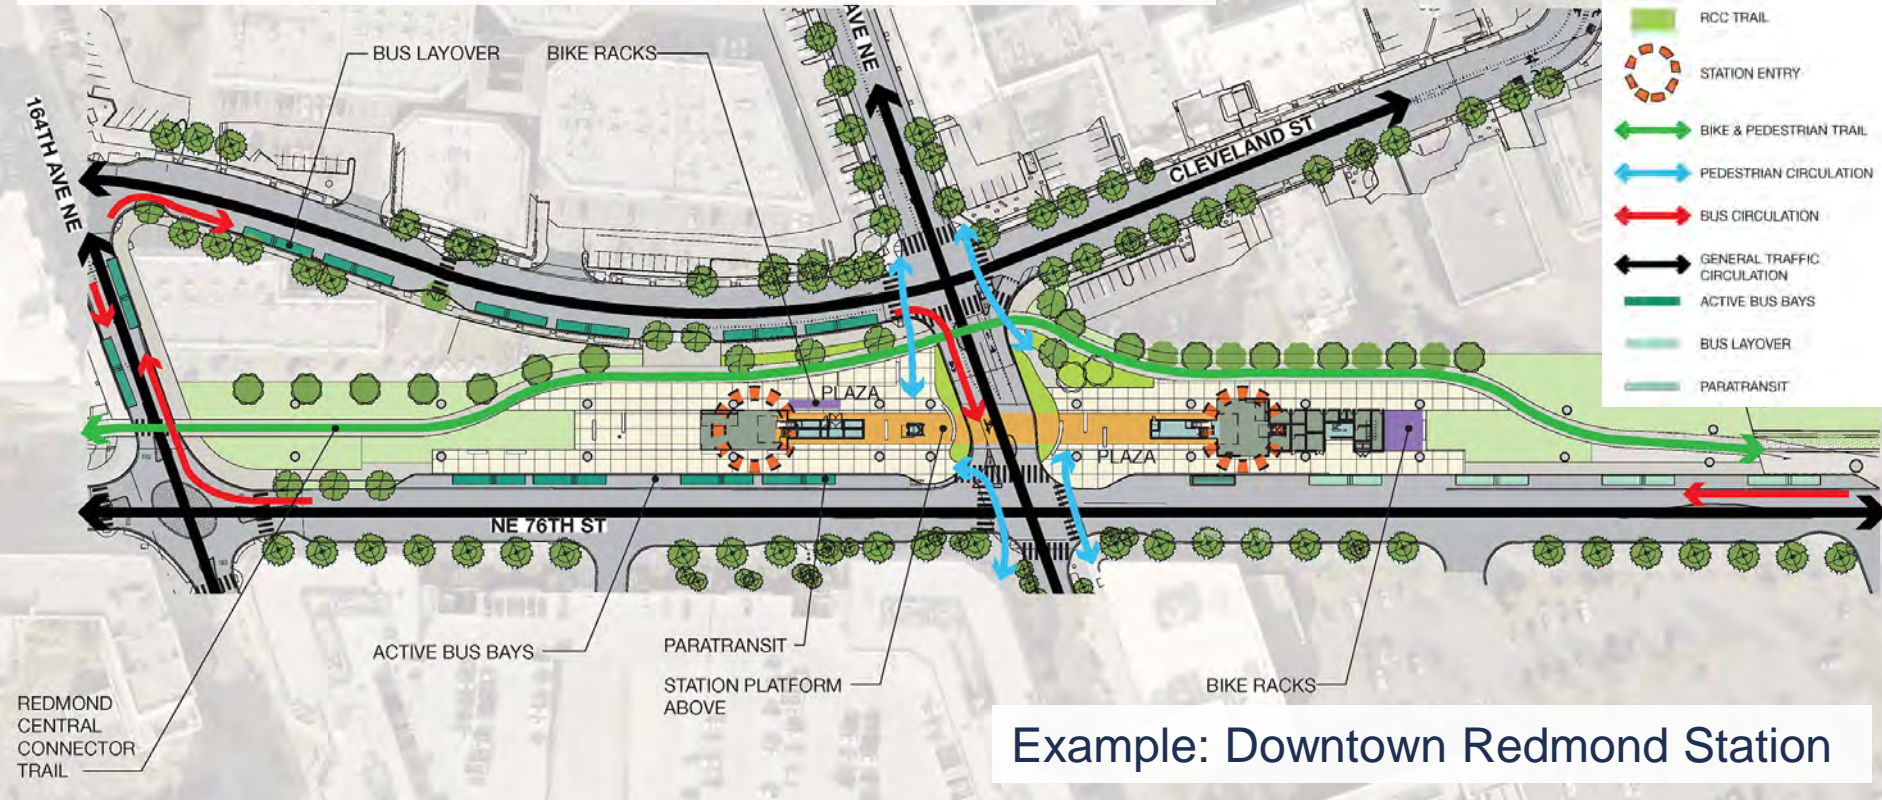 BUS LAYOVER
BIKE RACKS
AVE NE
164TH AVE NE
CLEVELAND ST
RCC TRAIL
STATION ENTRY
BIKE & PEDESTRIAN TRAIL
PEDESTRIAN CIRCULATION
BUS CIRCULATION
GENERAL TRAFFIC
CIRCULATION
ACTIVE BUS BAYS
BUS LAYOVER
PARATRANSIT
PLAZA
PLAZA
NE 76TH ST
ACTIVE BUS BAYS
PARATRANSIT
STATION PLATFORM
ABOVE
BIKE RACKS
REDMOND
CENTRAL
CONNECTOR
TRAIL
Example: Downtown Redmond Station